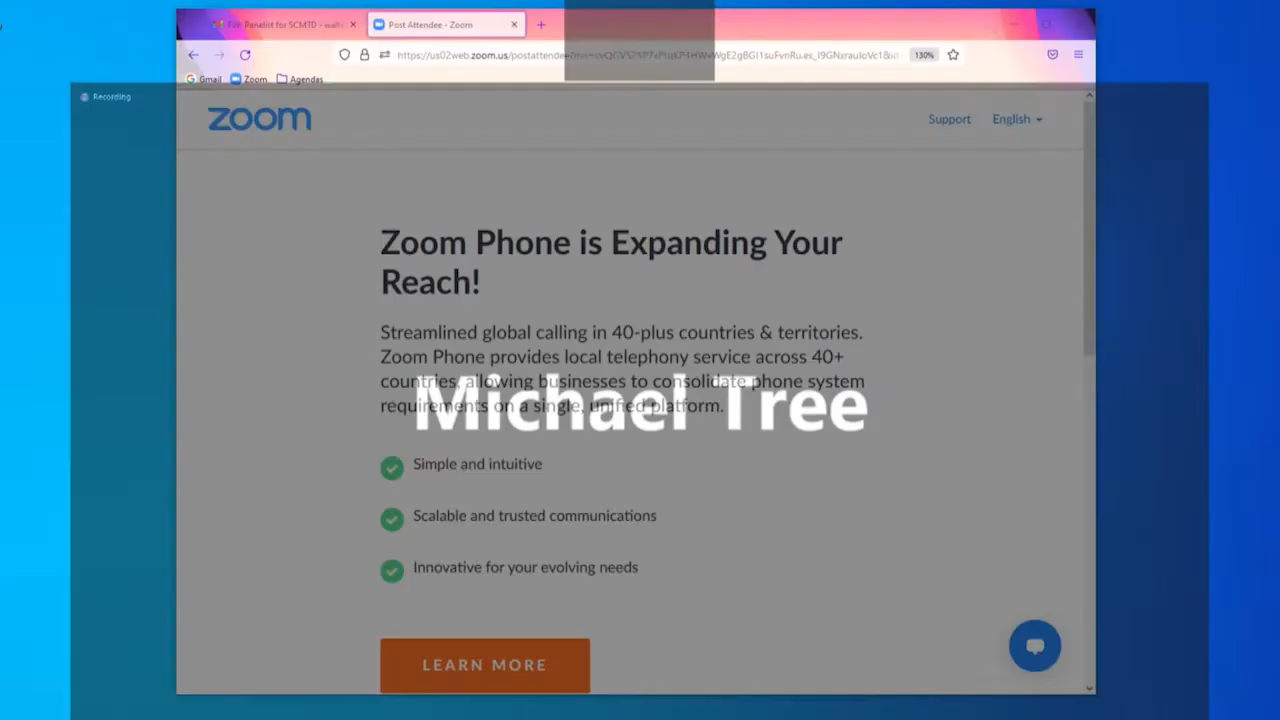 Post Attendee - Zoom
130%
Gmail Zoom Agendas
Recording
zoom
Support English
Zoom Phone is Expanding Your
Reach!
Streamlined global calling in 40-plus countries & territories.
Zoom Phone provides local telephony service across 40+
countries, allowing businesses to consolidate phone system
requirements on a single, unified platform.
Michael Tree
Simple and intuitive
Scalable and trusted communications
Innovative for your evolving needs
LEARN MORE